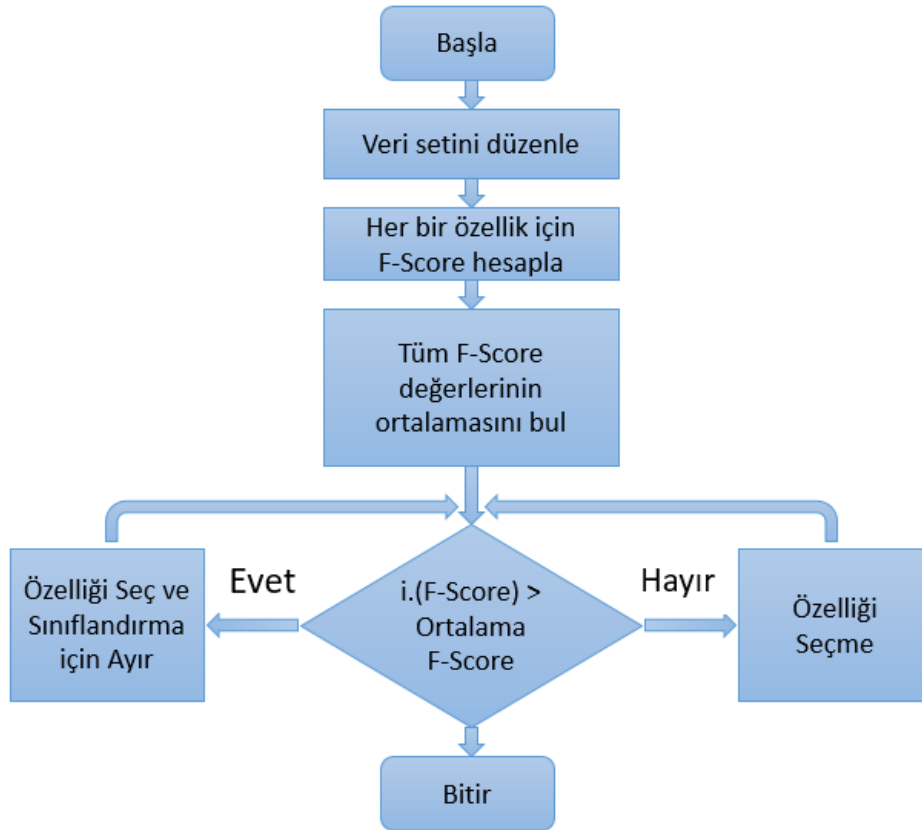 Başla
Veri setini düzenle
Her bir özellik için
F-Score hesapla
Tüm F-Score
değerlerinin
ortalamasını bul
Özelliği Seç ve
Sınıflandırma
için Ayır
Evet
i.(F-Score) >
Ortalama
F-Score
Hayır
Özelliği
Seçme
Bitir